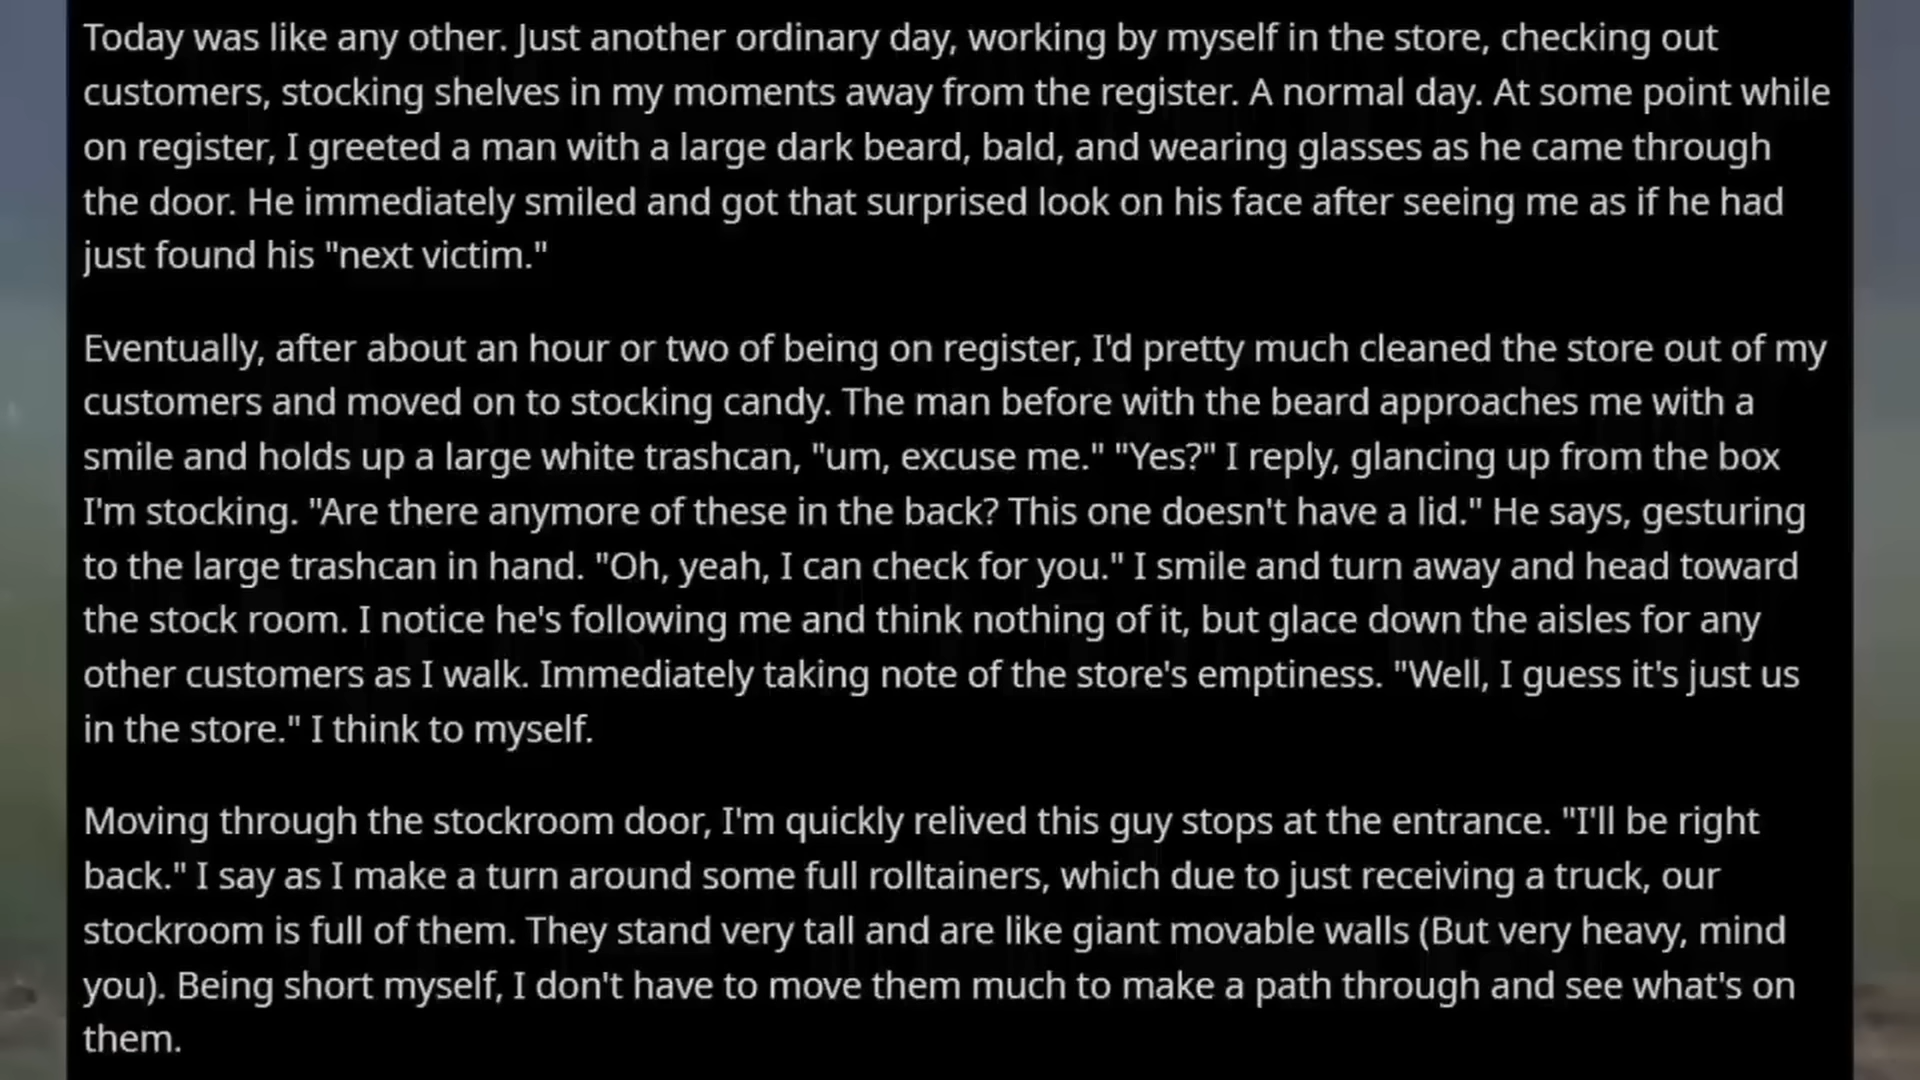 Today was like any other. Just another ordinary day, working by myself in the store, checking out
customers, stocking shelves in my moments away from the register. A normal day. At some point while
on register, I greeted a man with a large dark beard, bald, and wearing glasses as he came through
the door. He immediately smiled and got that surprised look on his face after seeing me as if he had
just found his "next victim."
Eventually, after about an hour or two of being on register, I'd pretty much cleaned the store out of my
customers and moved on to stocking candy. The man before with the beard approaches me with a
smile and holds up a large white trashcan, "um, excuse me." "Yes?" I reply, glancing up from the box
I'm stocking. "Are there anymore of these in the back? This one doesn't have a lid." He says, gesturing
to the large trashcan in hand. "Oh, yeah, I can check for you." I smile and turn away and head toward
the stock room. I notice he's following me and think nothing of it, but glace down the aisles for any
other customers as I walk. Immediately taking note of the store's emptiness. "Well, I guess it's just us
in the store." I think to myself.
Moving through the stockroom door, I'm quickly relived this guy stops at the entrance. "I'll be right
back." I say as I make a turn around some full rolltainers, which due to just receiving a truck, our
stockroom is full of them. They stand very tall and are like giant movable walls (But very heavy, mind
you). Being short myself, I don't have to move them much to make a path through and see what's on
them.